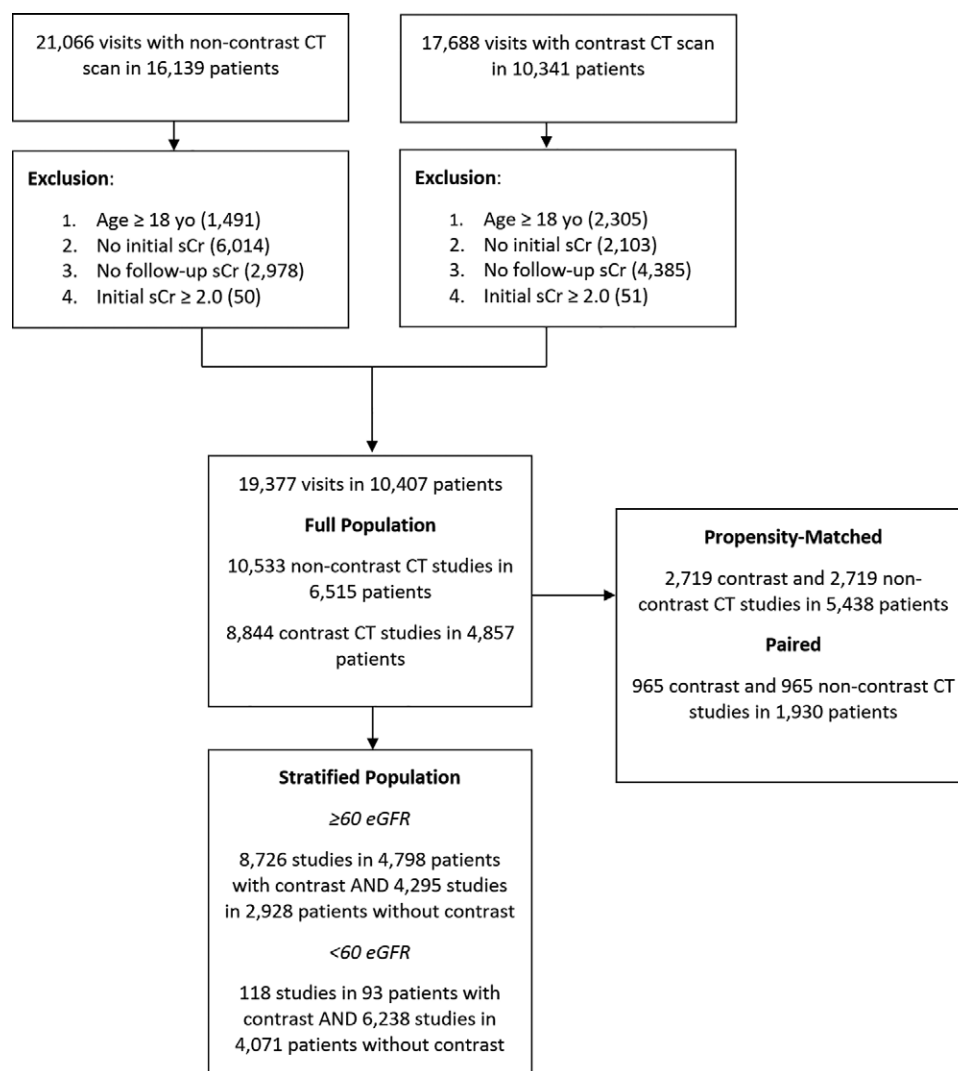 21,066 visits with non-contrast CT
scan in 16,139 patients
17,688 visits with contrast CT scan
in 10,341 patients
Exclusion:
1. Age ≥ 18 yo (1,491)
2. No initial sCr (6,014)
3. No follow-up sCr (2,978)
4. Initial sCr ≥ 2.0 (50)
Exclusion:
1. Age ≥ 18 yo (2,305)
2. No initial sCr (2,103)
3. No follow-up sCr (4,385)
4. Initial sCr ≥ 2.0 (51)
19,377 visits in 10,407 patients
Full Population
10,533 non-contrast CT studies in
6,515 patients
8,844 contrast CT studies in 4,857
patients
Propensity-Matched
2,719 contrast and 2,719 non-
contrast CT studies in 5,438 patients
Paired
965 contrast and 965 non-contrast CT
studies in 1,930 patients
Stratified Population
≥60 eGFR
8,726 studies in 4,798 patients
with contrast AND 4,295 studies
in 2,928 patients without contrast
<60 eGFR
118 studies in 93 patients with
contrast AND 6,238 studies in
4,071 patients without contrast